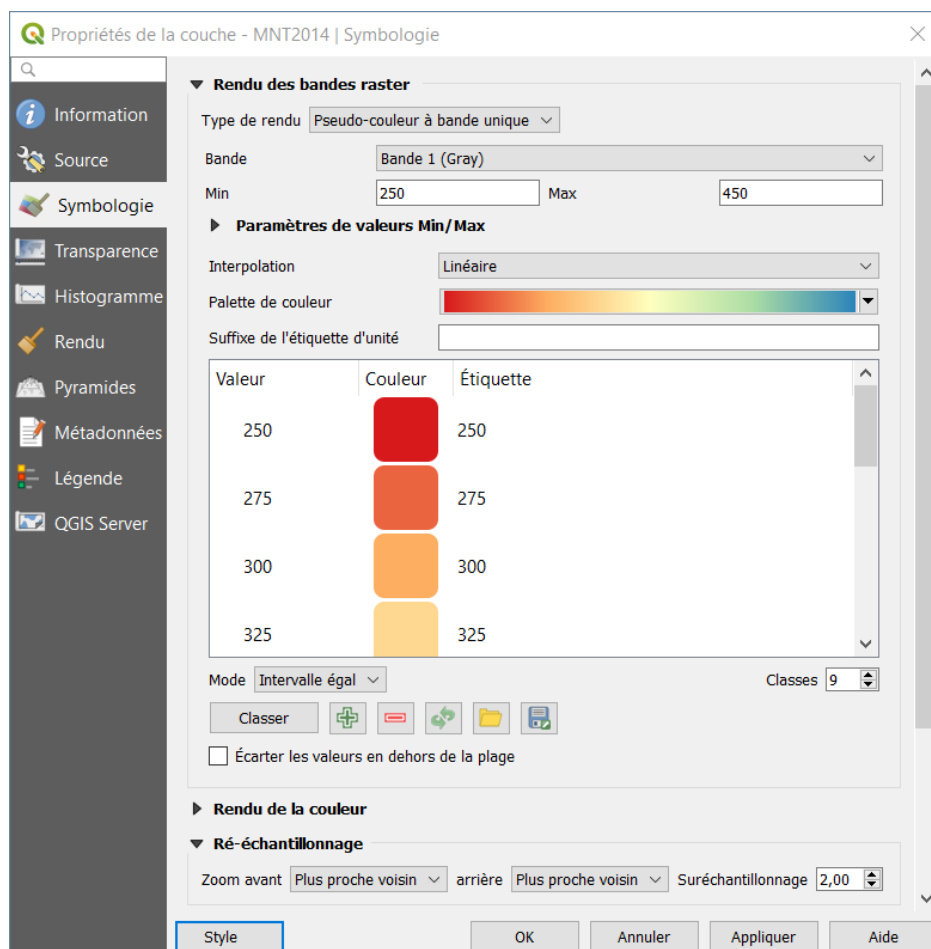 Propriétés de la couche - MNT2014 | Symbologie
Information
Source
Symbologie
Transparence
Histogramme
Rendu
Pyramides
Métadonnées
Légende
QGIS Server
Rendu des bandes raster
Type de rendu Pseudo-couleur à bande unique
Bande Bande 1 (Gray)
Min 250 Max 450
Paramètres de valeurs Min/Max
Interpolation Linéaire
Palette de couleur
Suffixe de l'étiquette d'unité
Valeur Couleur Étiquette
250 250
275 275
300 300
325 325
Mode Intervalle égal Classes 9
Classer
Écarter les valeurs en dehors de la plage
Rendu de la couleur
Ré-échantillonnage
Zoom avant Plus proche voisin arrière Plus proche voisin Suréchantillonnage 2,00
Style OK Annuler Appliquer Aide